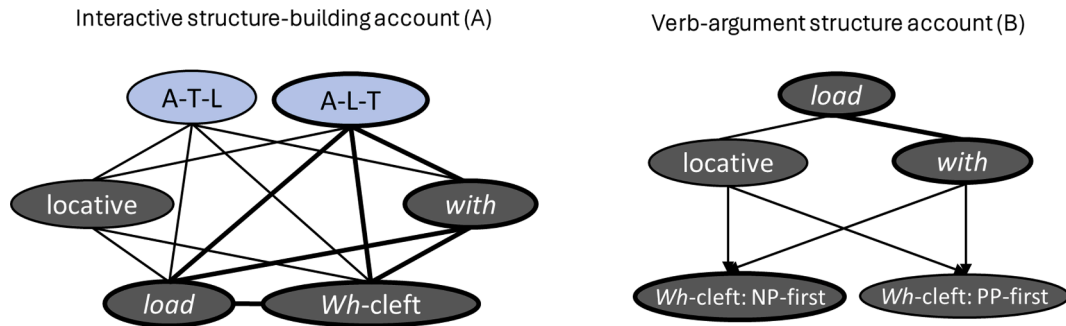 Interactive structure-building account (A)
Verb-argument structure account (B)
A-T-L
A-L-T
locative
with
load
Wh-cleft
load
locative
with
Wh-cleft: NP-first
Wh-cleft: PP-first